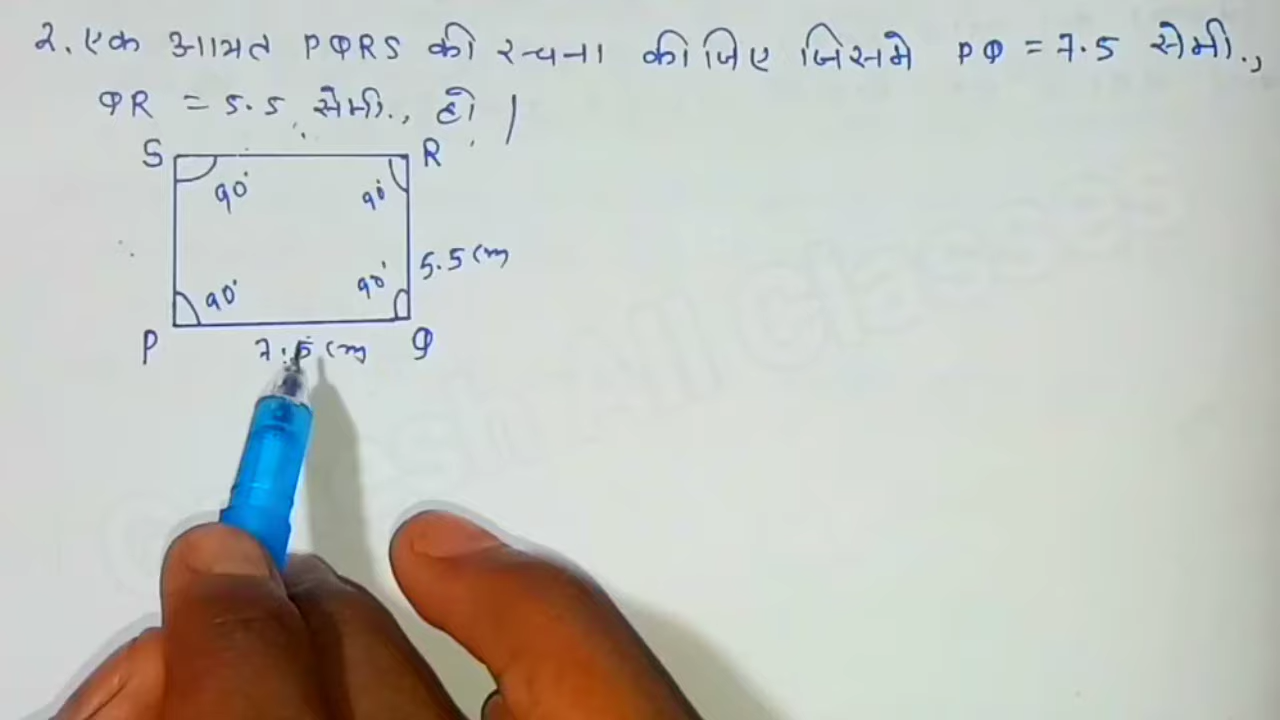 2. एक आयत PQRS की रचना कीजिए जिसमे PQ = 7.5 सेमी.,
QR = 5.5 सेमी., हो |
S R
90° 90°
5.5 cm
90° 90°
P 7.5 cm Q